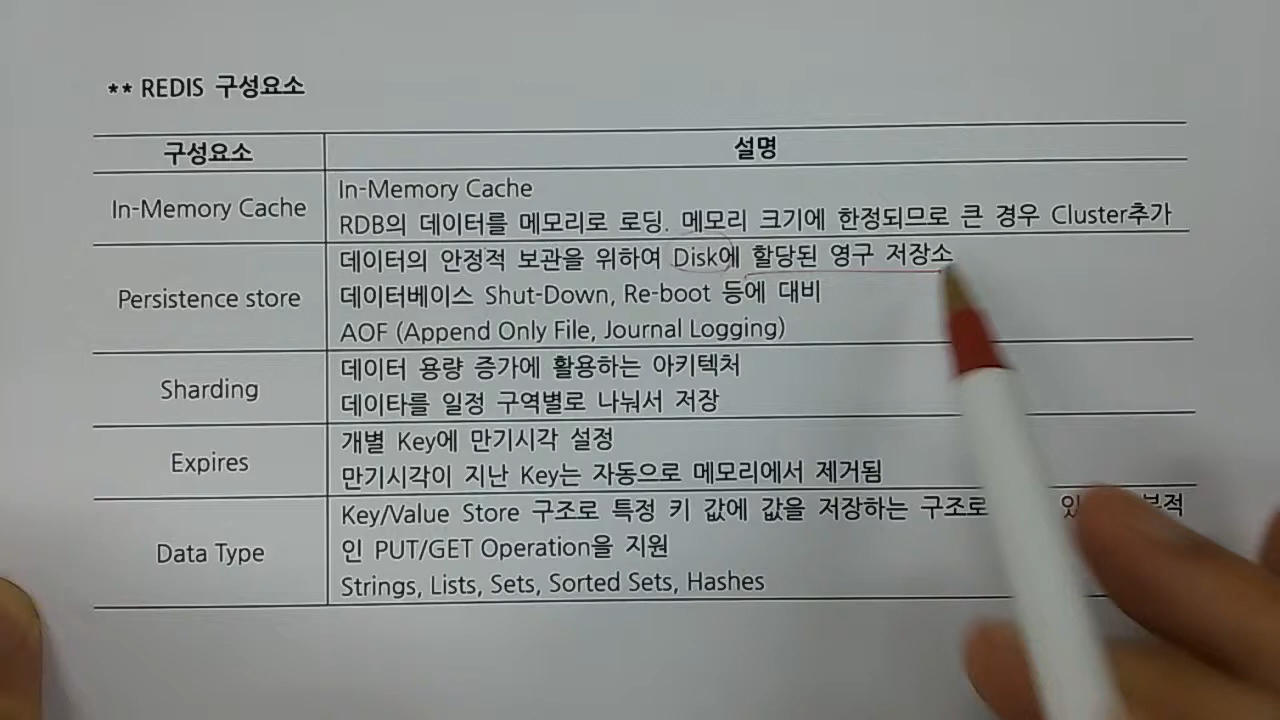 ** REDIS 구성요소
구성요소 설명
In-Memory Cache
In-Memory Cache
RDB의 데이터를 메모리로 로딩. 메모리 크기에 한정되므로 큰 경우 Cluster추가
Persistence store
데이터의 안정적 보관을 위하여 Disk에 할당된 영구 저장소
데이터베이스 Shut-Down, Re-boot 등에 대비
AOF (Append Only File, Journal Logging)
Sharding
데이터 용량 증가에 활용하는 아키텍처
데이타를 일정 구역별로 나눠서 저장
Expires
개별 Key에 만기시각 설정
만기시각이 지난 Key는 자동으로 메모리에서 제거됨
Data Type
Key/Value Store 구조로 특정 키 값에 값을 저장하는 구조로
인 PUT/GET Operation을 지원
Strings, Lists, Sets, Sorted Sets, Hashes